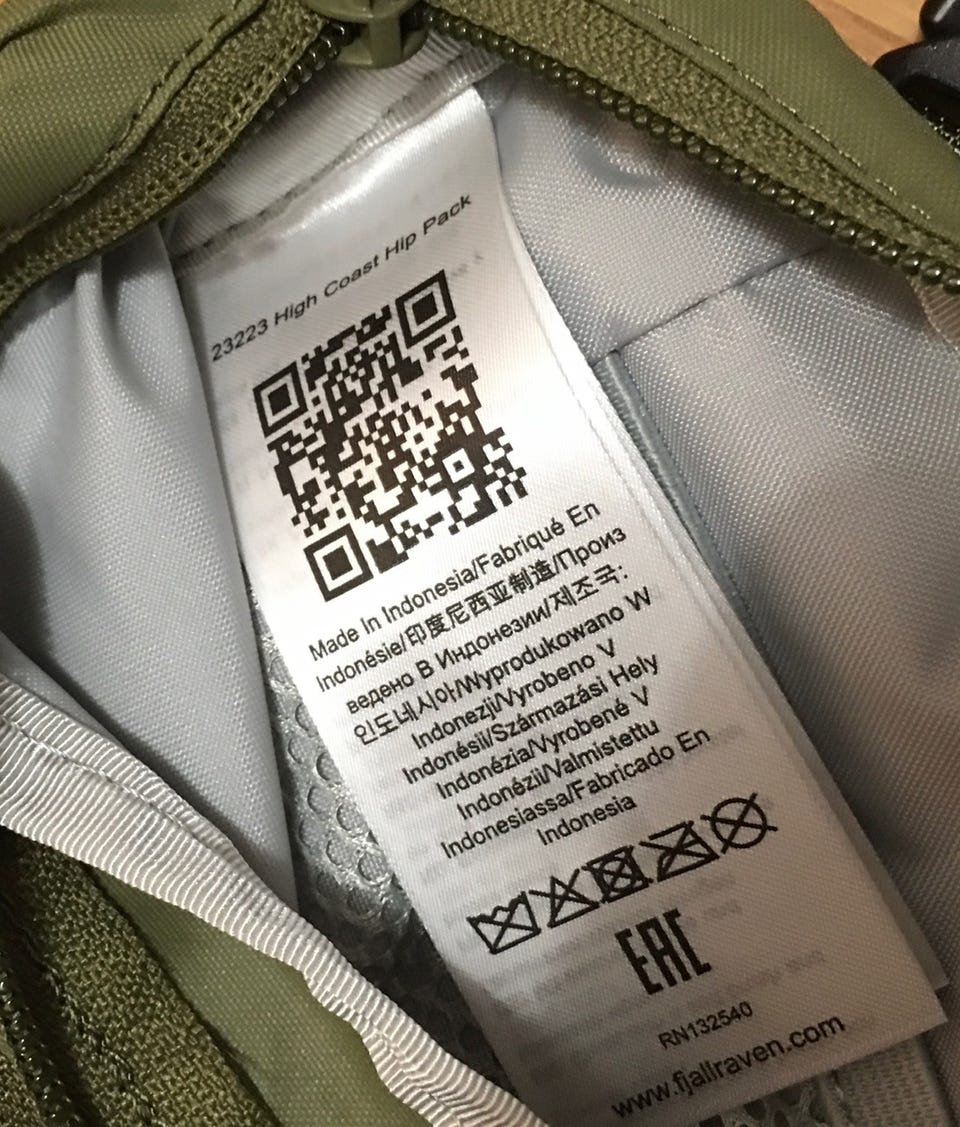 23223 High Coast Hip Pack
Made In Indonesia/Fabriqué En
Indonésie/印度尼西亚制造/Произ
ведено В Индонезии/제조국:
인도네시아/Wyprodukowano W
Indonezji/Vyrobeno V
Indonésii/Származási Hely
Indonézia/Vyrobené V
Indonézii/Valmistettu
Indonesiassa/Fabricado En
Indonesia
EAC
RN132540
www.fjallraven.com